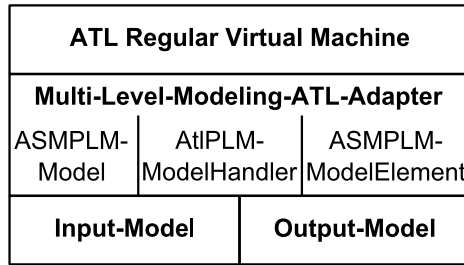 ATL Regular Virtual Machine
Multi-Level-Modeling-ATL-Adapter
ASMPLM-
Model
AtlPLM-
ModelHandler
ASMPLM-
ModelElement
Input-Model
Output-Model